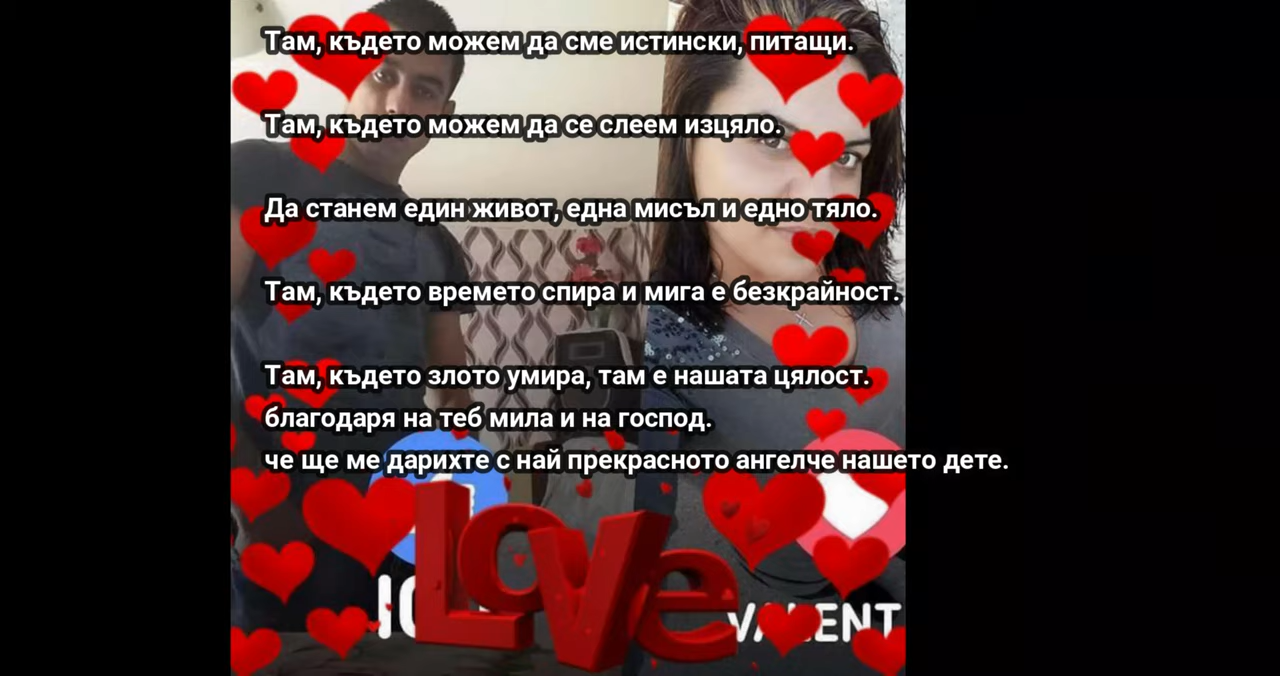 Там, където можем да сме истински, питащи.
Там, където можем да се слеем изцяло.
Да станем един живот, една мисъл и едно тяло.
Там, където времето спира и мига е безкрайност.
Там, където злото умира, там е нашата цялост.
благодаря на теб мила и на господ.
че ще ме дарихте с най прекрасното ангелче нашето дете.
Love